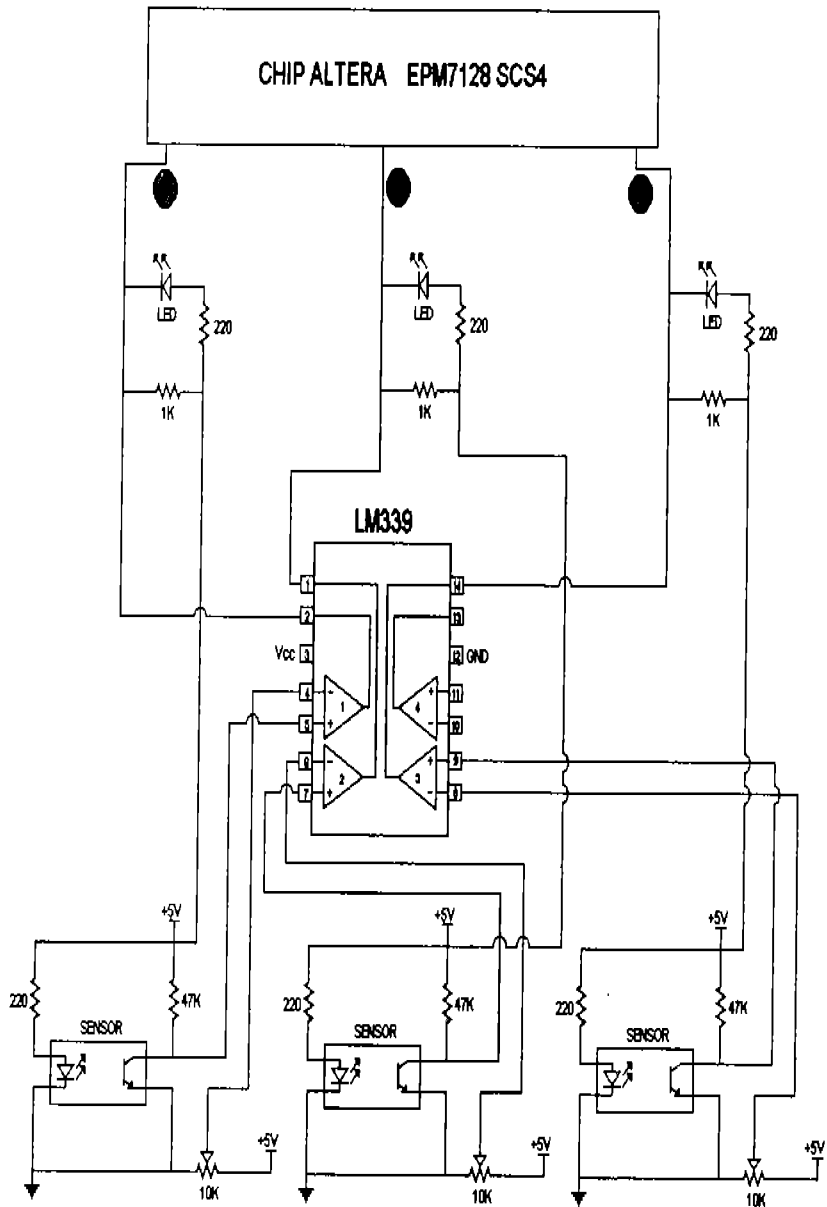 CHIP ALTERA EPM7128 SCS4
LED
220
1K
LED
220
1K
LED
220
1K
LM339
1
2
Vcc 3
4
5
6
7
14
13
12 GND
11
10
9
8
- 1 +
- 2 +
+ 4 -
+ 3 -
+5V
220
47K
SENSOR
+5V
10K
+5V
220
47K
SENSOR
+5V
10K
+5V
220
47K
SENSOR
+5V
10K